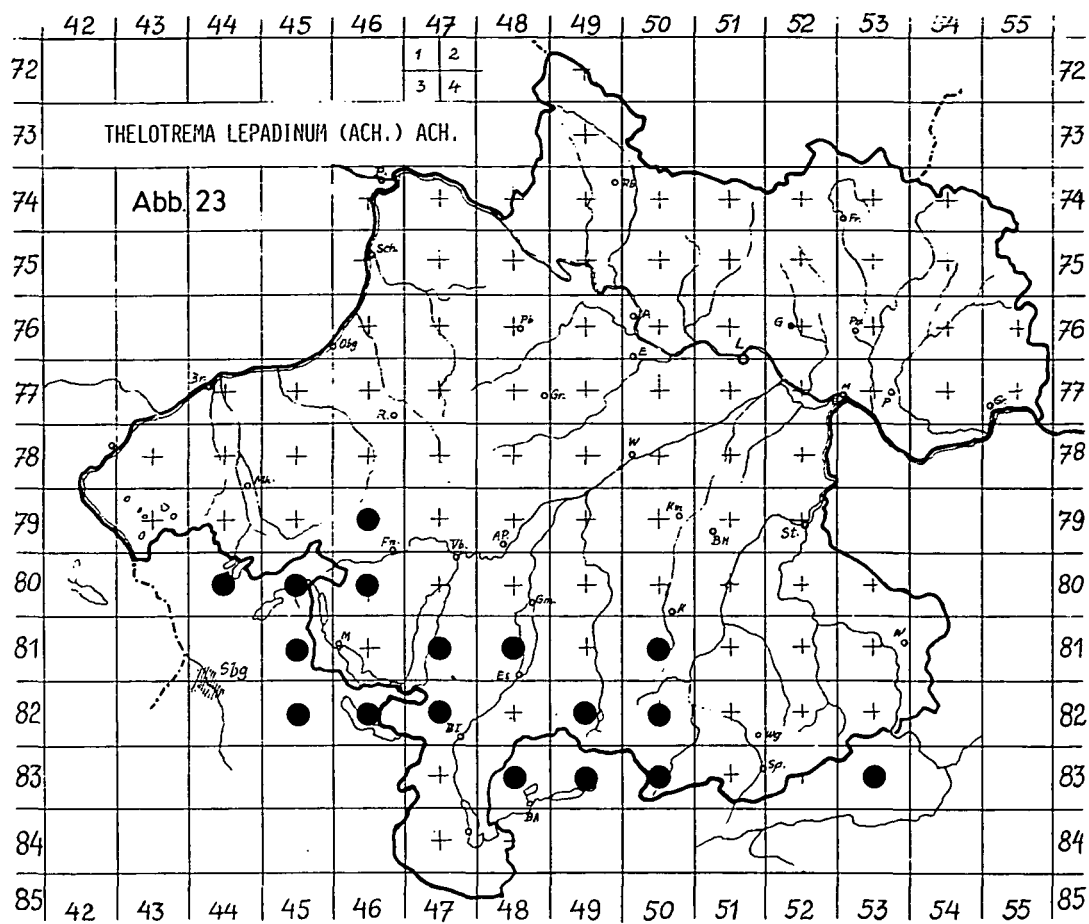 42 43 44 45 46 47 48 49 50 51 52 53 54 55
72 1 2 72
3 4
73 THELOTREMA LEPADINUM (ACH.) ACH. 73
74 Abb. 23 Fr. 74
75 Sch. 75
76 Obg Pb A G 76
E L
77 Br. R. Gr. M P Gr. 77
78 W 78
79 Km BH St. 79
Fm. Vb. AP.
80 Gm. K 80
81 Sbg M Es. W 81
82 BI Wg 82
83 Sp. 83
BA
84 84
85 85
42 43 44 45 46 47 48 49 50 51 52 53 54 55